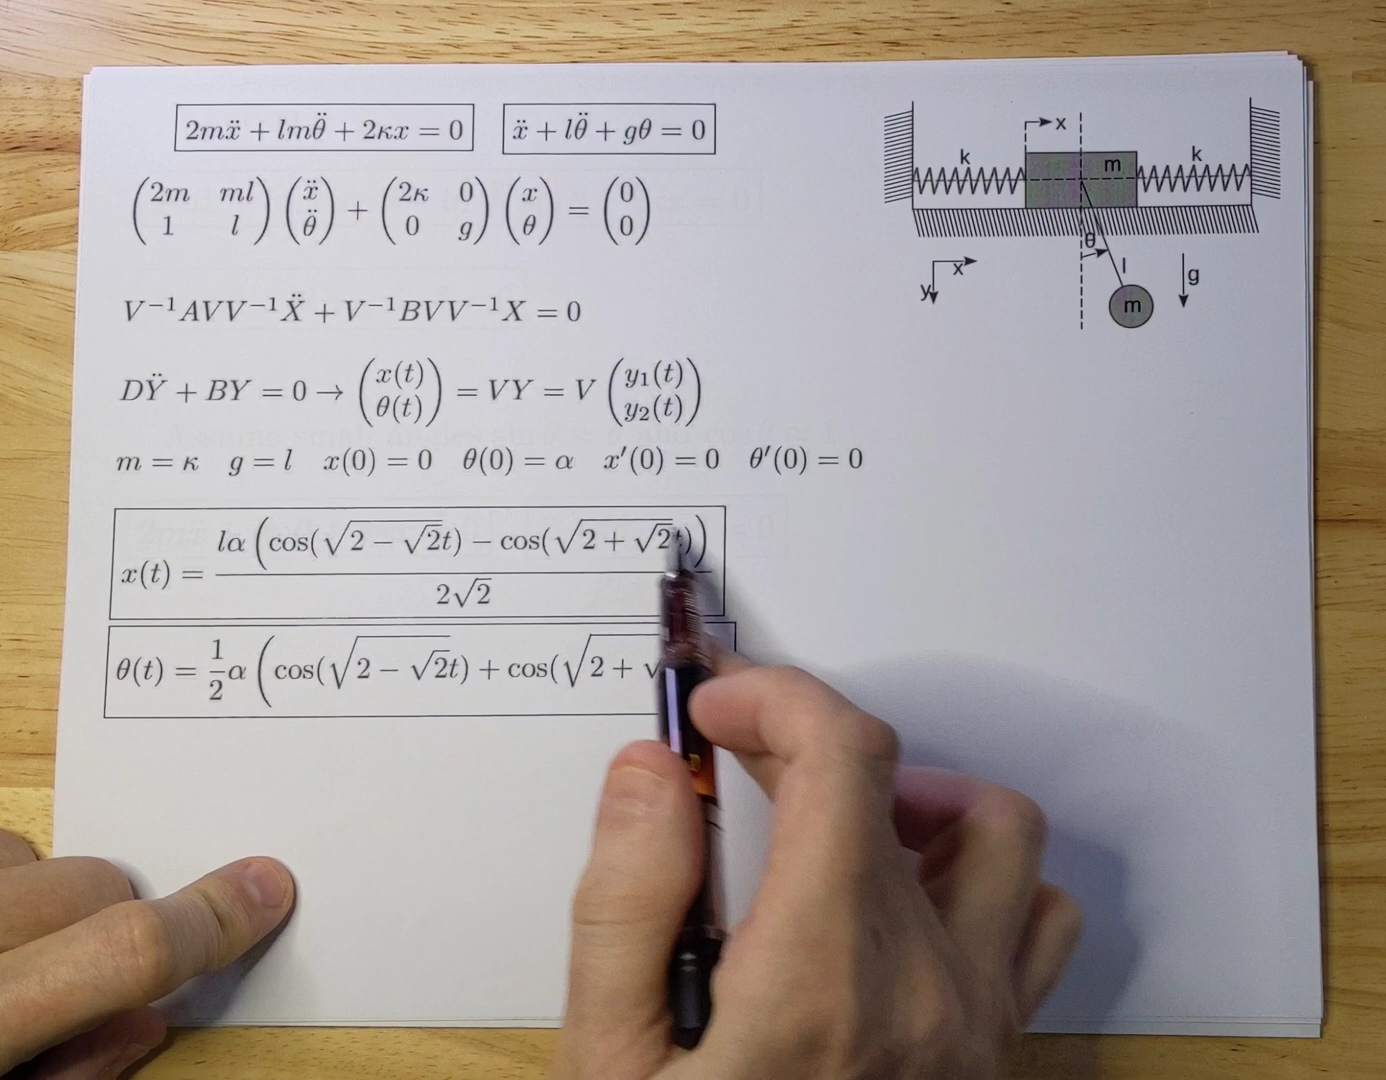 2mẍ + lmθ̈ + 2κx = 0    ẍ + lθ̈ + gθ = 0
(2m ml; 1 l)(ẍ; θ̈) + (2κ 0; 0 g)(x; θ) = (0; 0)
V⁻¹AVV⁻¹Ẍ + V⁻¹BVV⁻¹X = 0
DŸ + BY = 0 → (x(t); θ(t)) = VY = V(y₁(t); y₂(t))
m = κ   g = l   x(0) = 0   θ(0) = α   x′(0) = 0   θ′(0) = 0
x(t) = lα(cos(√(2 − √2)t) − cos(√(2 + √2)t)) / 2√2
θ(t) = 1/2 α(cos(√(2 − √2)t) + cos(√(2 + √
x
k
m
k
θ
l
x
y
g
m